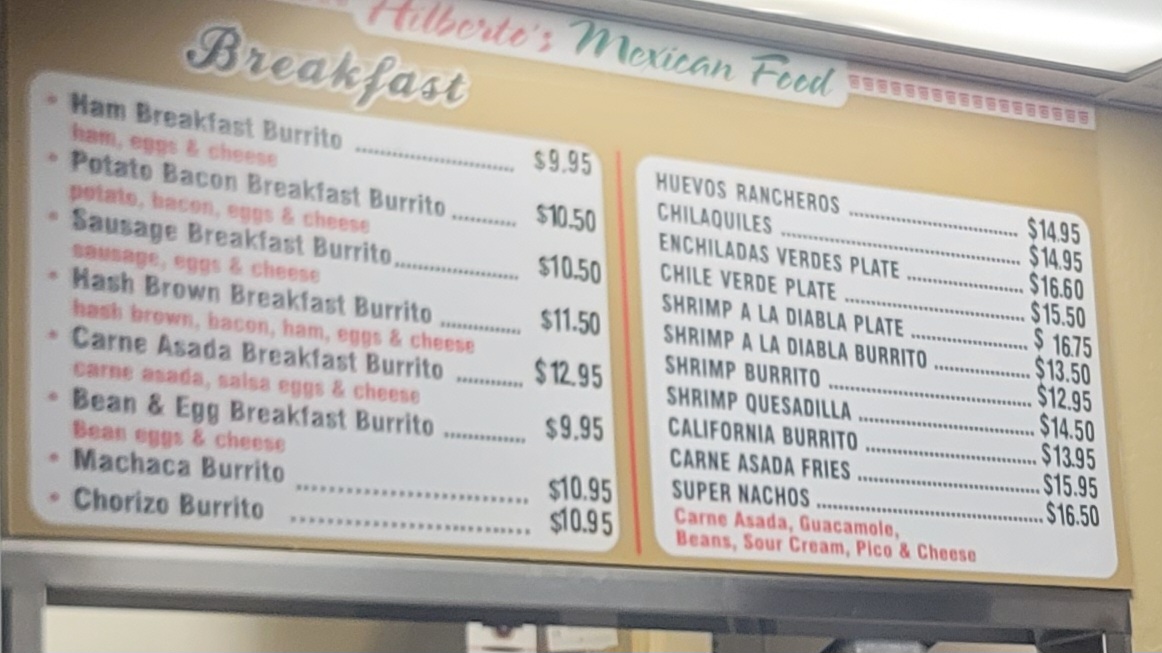 Hilberto's Mexican Food
Breakfast
• Ham Breakfast Burrito ........................ $9.95
ham, eggs & cheese
• Potato Bacon Breakfast Burrito .......... $10.50
potato, bacon, eggs & cheese
• Sausage Breakfast Burrito.................... $10.50
sausage, eggs & cheese
• Hash Brown Breakfast Burrito ............. $11.50
hash brown, bacon, ham, eggs & cheese
• Carne Asada Breakfast Burrito ........... $12.95
carne asada, salsa eggs & cheese
• Bean & Egg Breakfast Burrito ............. $9.95
Bean eggs & cheese
• Machaca Burrito .................................. $10.95
• Chorizo Burrito .................................... $10.95
HUEVOS RANCHEROS ............................ $14.95
CHILAQUILES ........................................ $14.95
ENCHILADAS VERDES PLATE ................... $16.60
CHILE VERDE PLATE .............................. $15.50
SHRIMP A LA DIABLA PLATE ................... $ 16.75
SHRIMP A LA DIABLA BURRITO ................ $13.50
SHRIMP BURRITO ................................. $12.95
SHRIMP QUESADILLA ............................. $14.50
CALIFORNIA BURRITO ............................ $13.95
CARNE ASADA FRIES .............................. $15.95
SUPER NACHOS .................................... $16.50
Carne Asada, Guacamole,
Beans, Sour Cream, Pico & Cheese